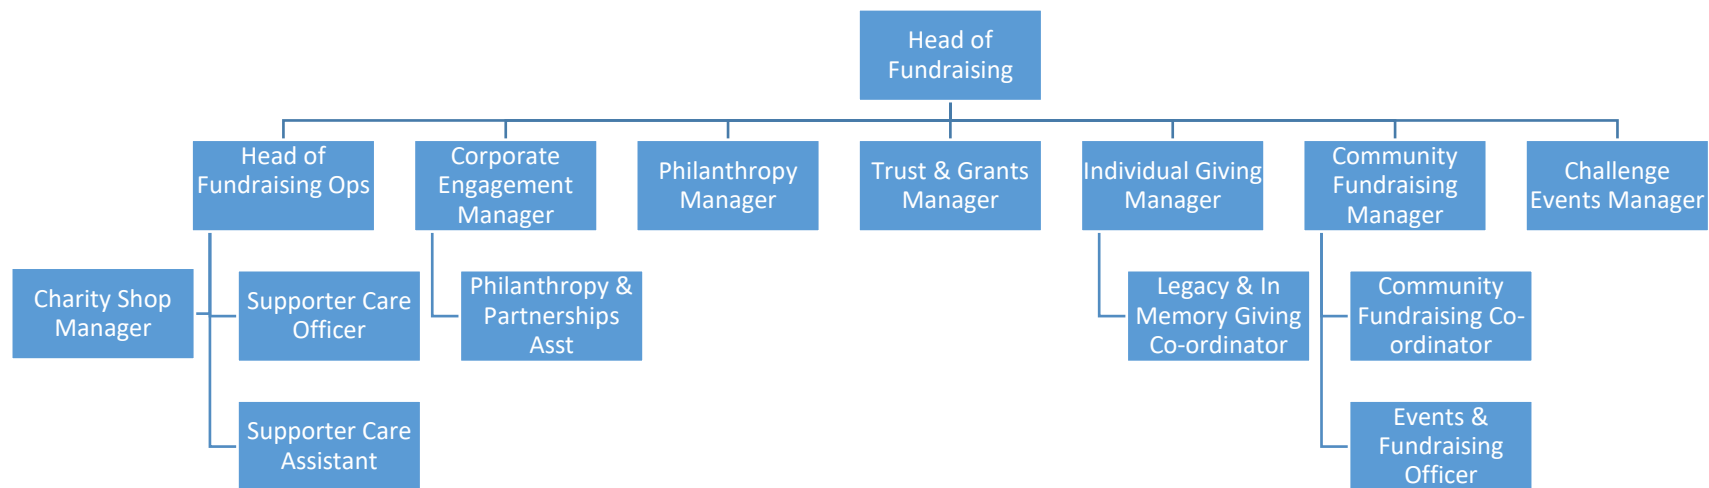 Head of
Fundraising
Head of
Fundraising Ops
Corporate
Engagement
Manager
Philanthropy
Manager
Trust & Grants
Manager
Individual Giving
Manager
Community
Fundraising
Manager
Challenge
Events Manager
Charity Shop
Manager
Supporter Care
Officer
Philanthropy &
Partnerships
Asst
Legacy & In
Memory Giving
Co-ordinator
Community
Fundraising Co-
ordinator
Supporter Care
Assistant
Events &
Fundraising
Officer